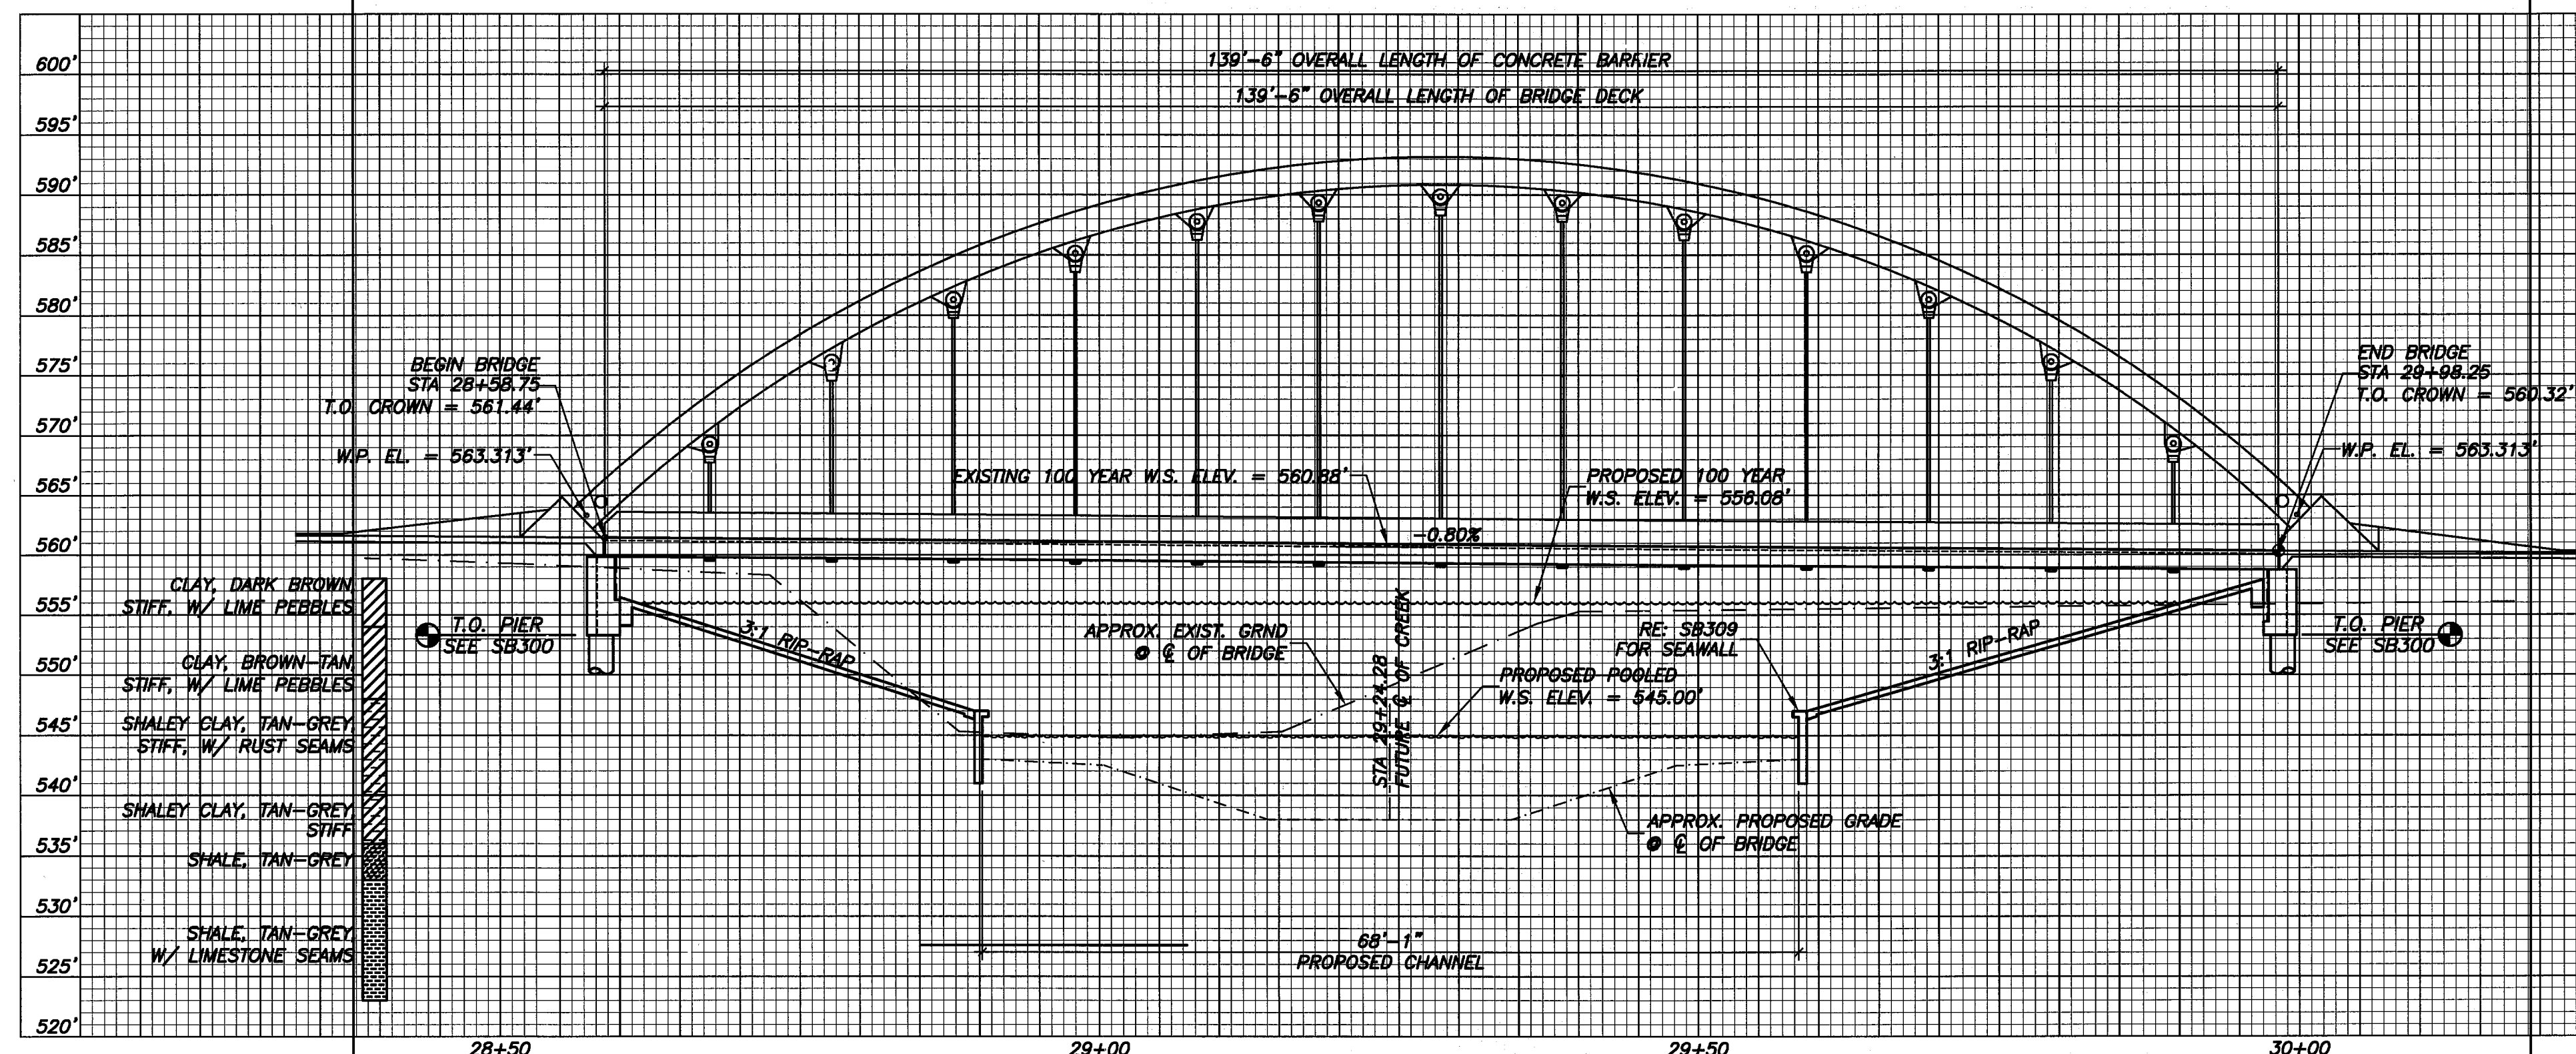 139'-6" OVERALL LENGTH OF CONCRETE BARRIER
139'-6" OVERALL LENGTH OF BRIDGE DECK
600'
595'
590'
585'
580'
575'
570'
565'
560'
555'
550'
545'
540'
535'
530'
525'
520'
BEGIN BRIDGE
STA 28+58.75
T.O. CROWN = 561.44'
W.P. EL. = 563.313'
END BRIDGE
STA 29+98.25
T.O. CROWN = 560.32'
W.P. EL. = 563.313'
EXISTING 100 YEAR W.S. ELEV. = 560.88'
PROPOSED 100 YEAR
W.S. ELEV. = 556.08'
-0.80%
CLAY, DARK BROWN,
STIFF, W/ LIME PEBBLES
CLAY, BROWN-TAN,
STIFF, W/ LIME PEBBLES
SHALEY CLAY, TAN-GREY,
STIFF, W/ RUST SEAMS
SHALEY CLAY, TAN-GREY,
STIFF
SHALE, TAN-GREY
SHALE, TAN-GREY,
W/ LIMESTONE SEAMS
T.O. PIER
SEE SB300
3:1 RIP-RAP
APPROX. EXIST. GRND
@ ℄ OF BRIDGE
STA 29+24.28
FUTURE ℄ OF CREEK
RE: SB309
FOR SEAWALL
PROPOSED POOLED
W.S. ELEV. = 545.00'
3:1 RIP-RAP
T.O. PIER
SEE SB300
APPROX. PROPOSED GRADE
@ ℄ OF BRIDGE
68'-1"
PROPOSED CHANNEL
28+50
29+00
29+50
30+00